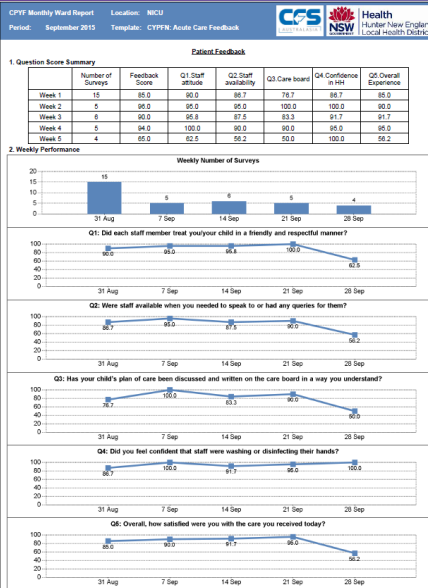 CPYF Monthly Ward Report Location: NICU
Period: September 2015 Template: CYPFN: Acute Care Feedback
CFS
AUSTRALASIA
NSW
GOVERNMENT
Health
Hunter New England
Local Health District
Patient Feedback
1. Question Score Summary
Number of Surveys Feedback Score Q1.Staff attitude Q2.Staff availability Q3.Care board Q4.Confidence in HH Q5.Overall Experience
Week 1 15 85.0 90.0 86.7 76.7 86.7 85.0
Week 2 5 96.0 95.0 95.0 100.0 100.0 90.0
Week 3 6 90.0 95.8 87.5 83.3 91.7 91.7
Week 4 5 94.0 100.0 90.0 90.0 95.0 95.0
Week 5 4 65.0 62.5 56.2 50.0 100.0 56.2
2. Weekly Performance
Weekly Number of Surveys
20
15
10
5
0
15 5 6 5 4
31 Aug 7 Sep 14 Sep 21 Sep 28 Sep
Q1: Did each staff member treat you/your child in a friendly and respectful manner?
100
80
60
40
20
0
90.0 95.0 95.8 100.0 62.5
31 Aug 7 Sep 14 Sep 21 Sep 28 Sep
Q2: Were staff available when you needed to speak to or had any queries for them?
100
80
60
40
20
0
86.7 95.0 87.5 90.0 56.2
31 Aug 7 Sep 14 Sep 21 Sep 28 Sep
Q3: Has your child's plan of care been discussed and written on the care board in a way you understand?
100
80
60
40
20
0
76.7 100.0 83.3 90.0 50.0
31 Aug 7 Sep 14 Sep 21 Sep 28 Sep
Q4: Did you feel confident that staff were washing or disinfecting their hands?
100
80
60
40
20
0
86.7 100.0 91.7 95.0 100.0
31 Aug 7 Sep 14 Sep 21 Sep 28 Sep
Q5: Overall, how satisfied were you with the care you received today?
100
80
60
40
20
0
85.0 90.0 91.7 95.0 56.2
31 Aug 7 Sep 14 Sep 21 Sep 28 Sep